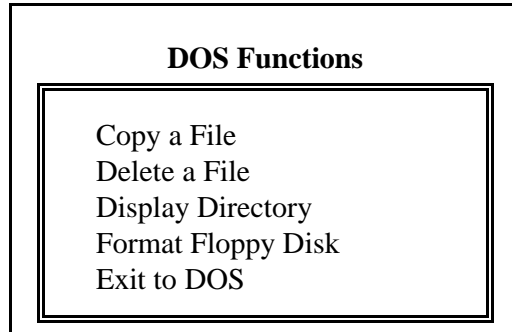 DOS Functions
Copy a File
Delete a File
Display Directory
Format Floppy Disk
Exit to DOS